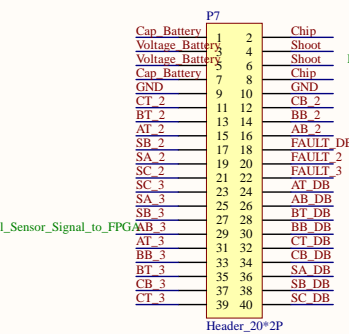 P7
Cap_Battery 1 2 Chip
Voltage_Battery 3 4 Shoot
Voltage_Battery 5 6 Shoot
Cap_Battery 7 8 Chip
GND 9 10 GND
CT_2 11 12 CB_2
BT_2 13 14 BB_2
AT_2 15 16 AB_2
SB_2 17 18 FAULT_DB
SA_2 19 20 FAULT_2
SC_2 21 22 FAULT_3
SC_3 23 24 AT_DB
SA_3 25 26 AB_DB
SB_3 27 28 BT_DB
l_Sensor_Signal_to_FPGA AB_3 29 30 BB_DB
AT_3 31 32 CT_DB
BB_3 33 34 CB_DB
BT_3 35 36 SA_DB
CB_3 37 38 SB_DB
CT_3 39 40 SC_DB
Header_20*2P